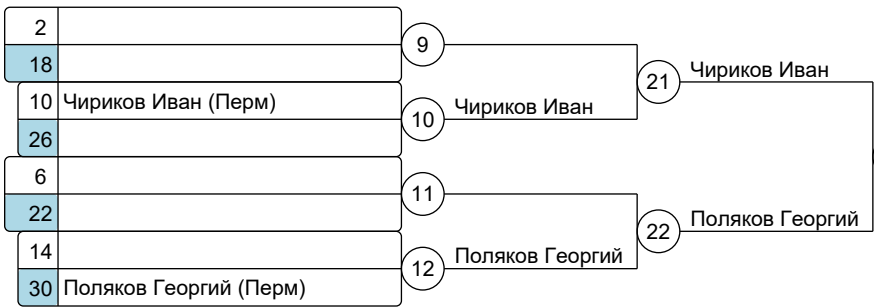 2
9
18
21 Чириков Иван
10 Чириков Иван (Перм)
10 Чириков Иван
26
6
11
22
22 Поляков Георгий
14
12 Поляков Георгий
30 Поляков Георгий (Перм)